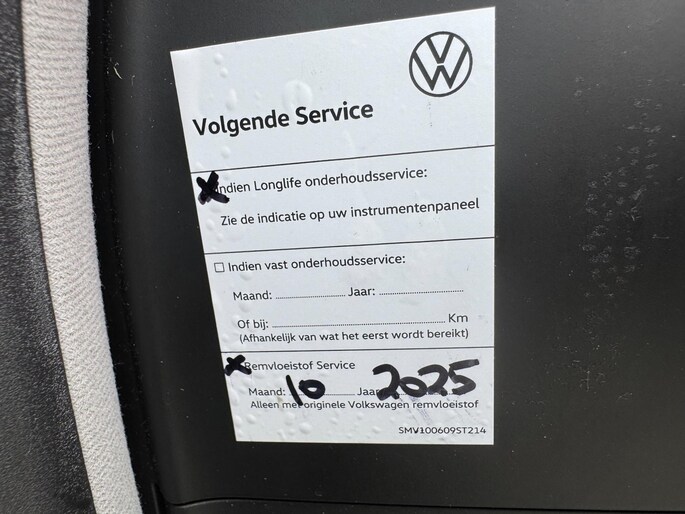 Volgende Service
Indien Longlife onderhoudsservice:
Zie de indicatie op uw instrumentenpaneel
Indien vast onderhoudsservice:
Maand: Jaar:
Of bij: Km
(Afhankelijk van wat het eerst wordt bereikt)
Remvloeistof Service
Maand: 10 Jaar 2025
Alleen met originele Volkswagen remvloeistof
SMV100609ST214